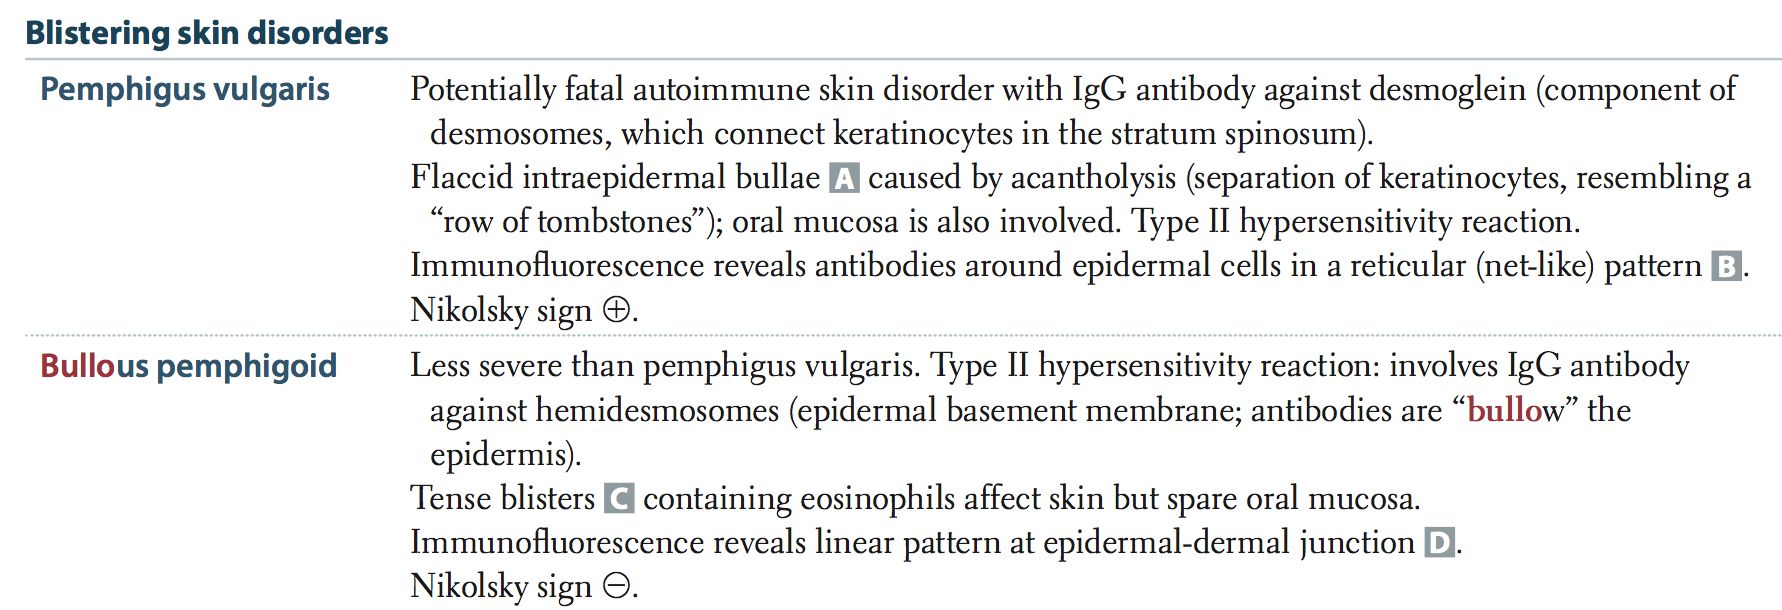 Blistering skin disorders
Pemphigus vulgaris
Potentially fatal autoimmune skin disorder with IgG antibody against desmoglein (component of
desmosomes, which connect keratinocytes in the stratum spinosum).
Flaccid intraepidermal bullae A caused by acantholysis (separation of keratinocytes, resembling a
“row of tombstones”); oral mucosa is also involved. Type II hypersensitivity reaction.
Immunofluorescence reveals antibodies around epidermal cells in a reticular (net-like) pattern B.
Nikolsky sign ⊕.
Bullous pemphigoid
Less severe than pemphigus vulgaris. Type II hypersensitivity reaction: involves IgG antibody
against hemidesmosomes (epidermal basement membrane; antibodies are “bullow” the
epidermis).
Tense blisters C containing eosinophils affect skin but spare oral mucosa.
Immunofluorescence reveals linear pattern at epidermal-dermal junction D.
Nikolsky sign ⊖.